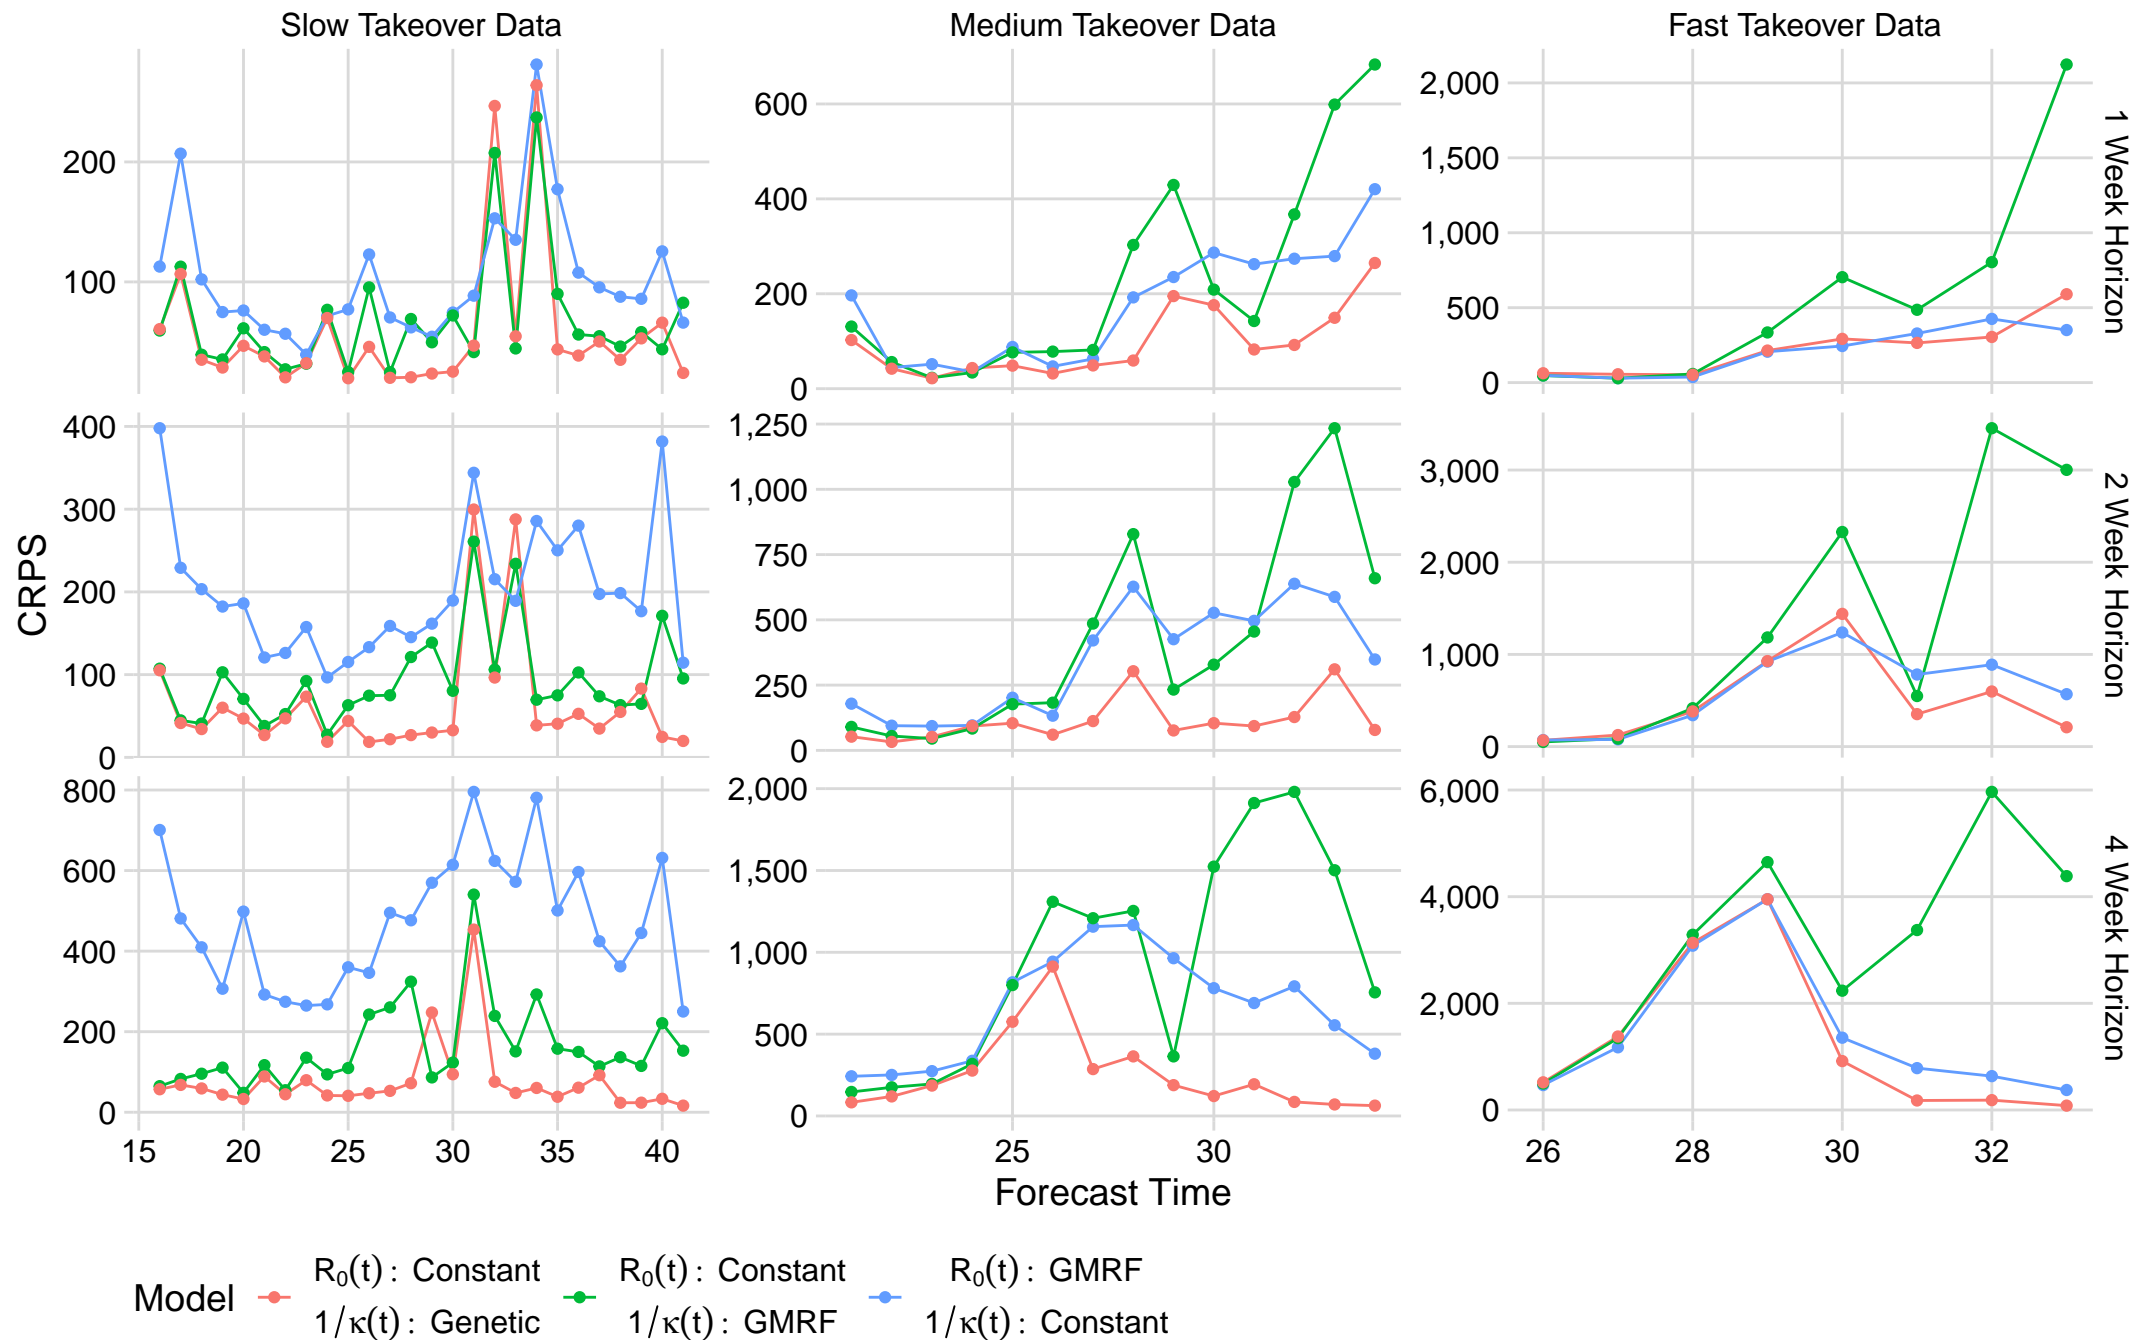 Slow Takeover Data
Medium Takeover Data
Fast Takeover Data
200
100
600
400
200
0
2,000
1,500
1,000
500
0
1 Week Horizon
400
300
200
100
0
1,250
1,000
750
500
250
0
3,000
2,000
1,000
0
2 Week Horizon
CRPS
800
600
400
200
0
2,000
1,500
1,000
500
0
6,000
4,000
2,000
0
4 Week Horizon
15 20 25 30 35 40
25 30
26 28 30 32
Forecast Time
Model
R₀(t) : Constant
1/κ(t) : Genetic
R₀(t) : Constant
1/κ(t) : GMRF
R₀(t) : GMRF
1/κ(t) : Constant